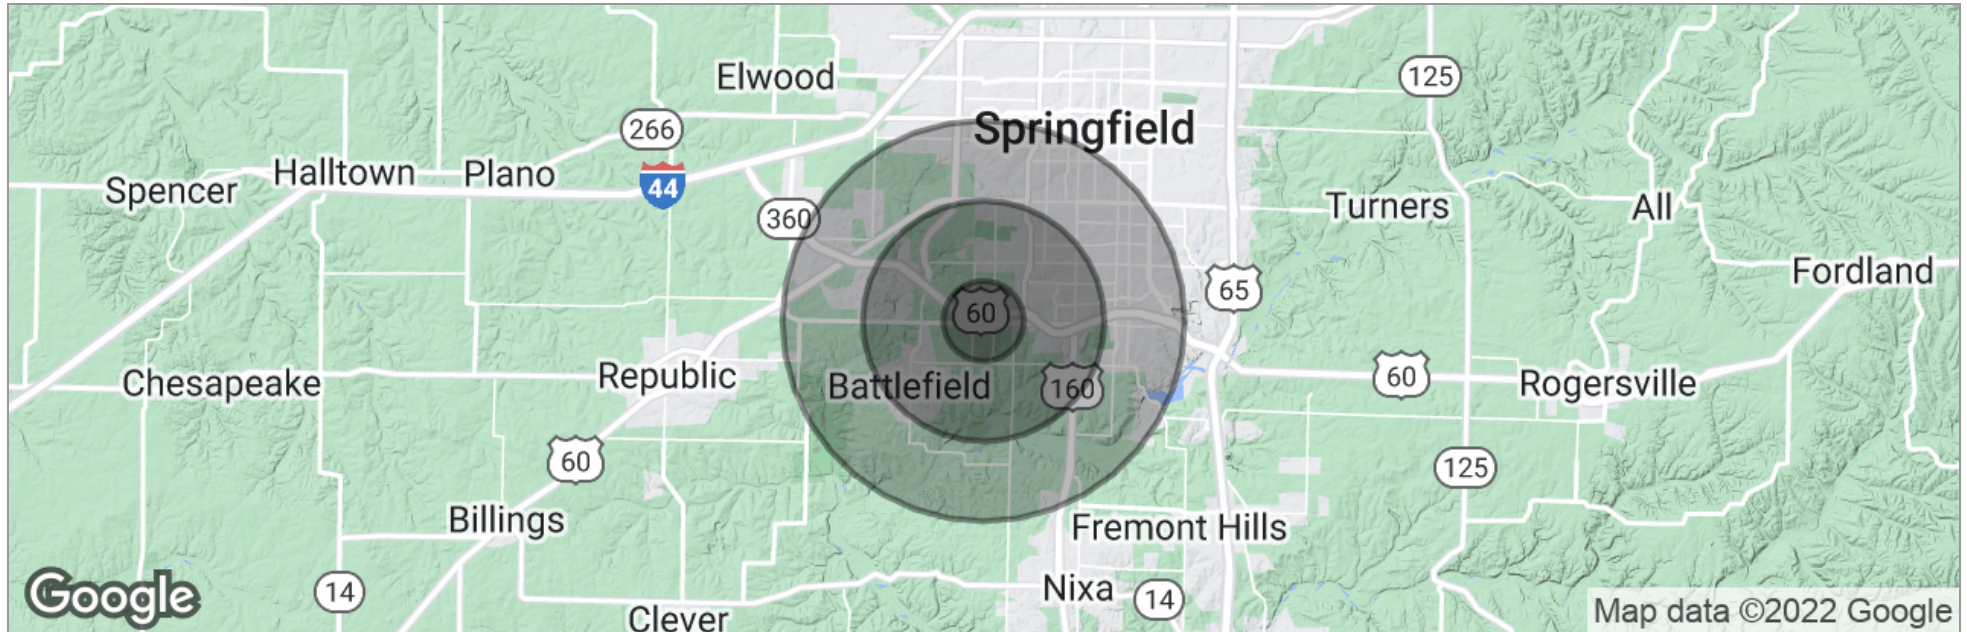 Elwood
125
Springfield
266
Halltown
Plano
44
Spencer
360
Turners
All
Fordland
65
60
Republic
Chesapeake
Battlefield
160
60
Rogersville
60
125
Billings
Fremont Hills
Google
14
Nixa
14
Clever
Map data ©2022 Google